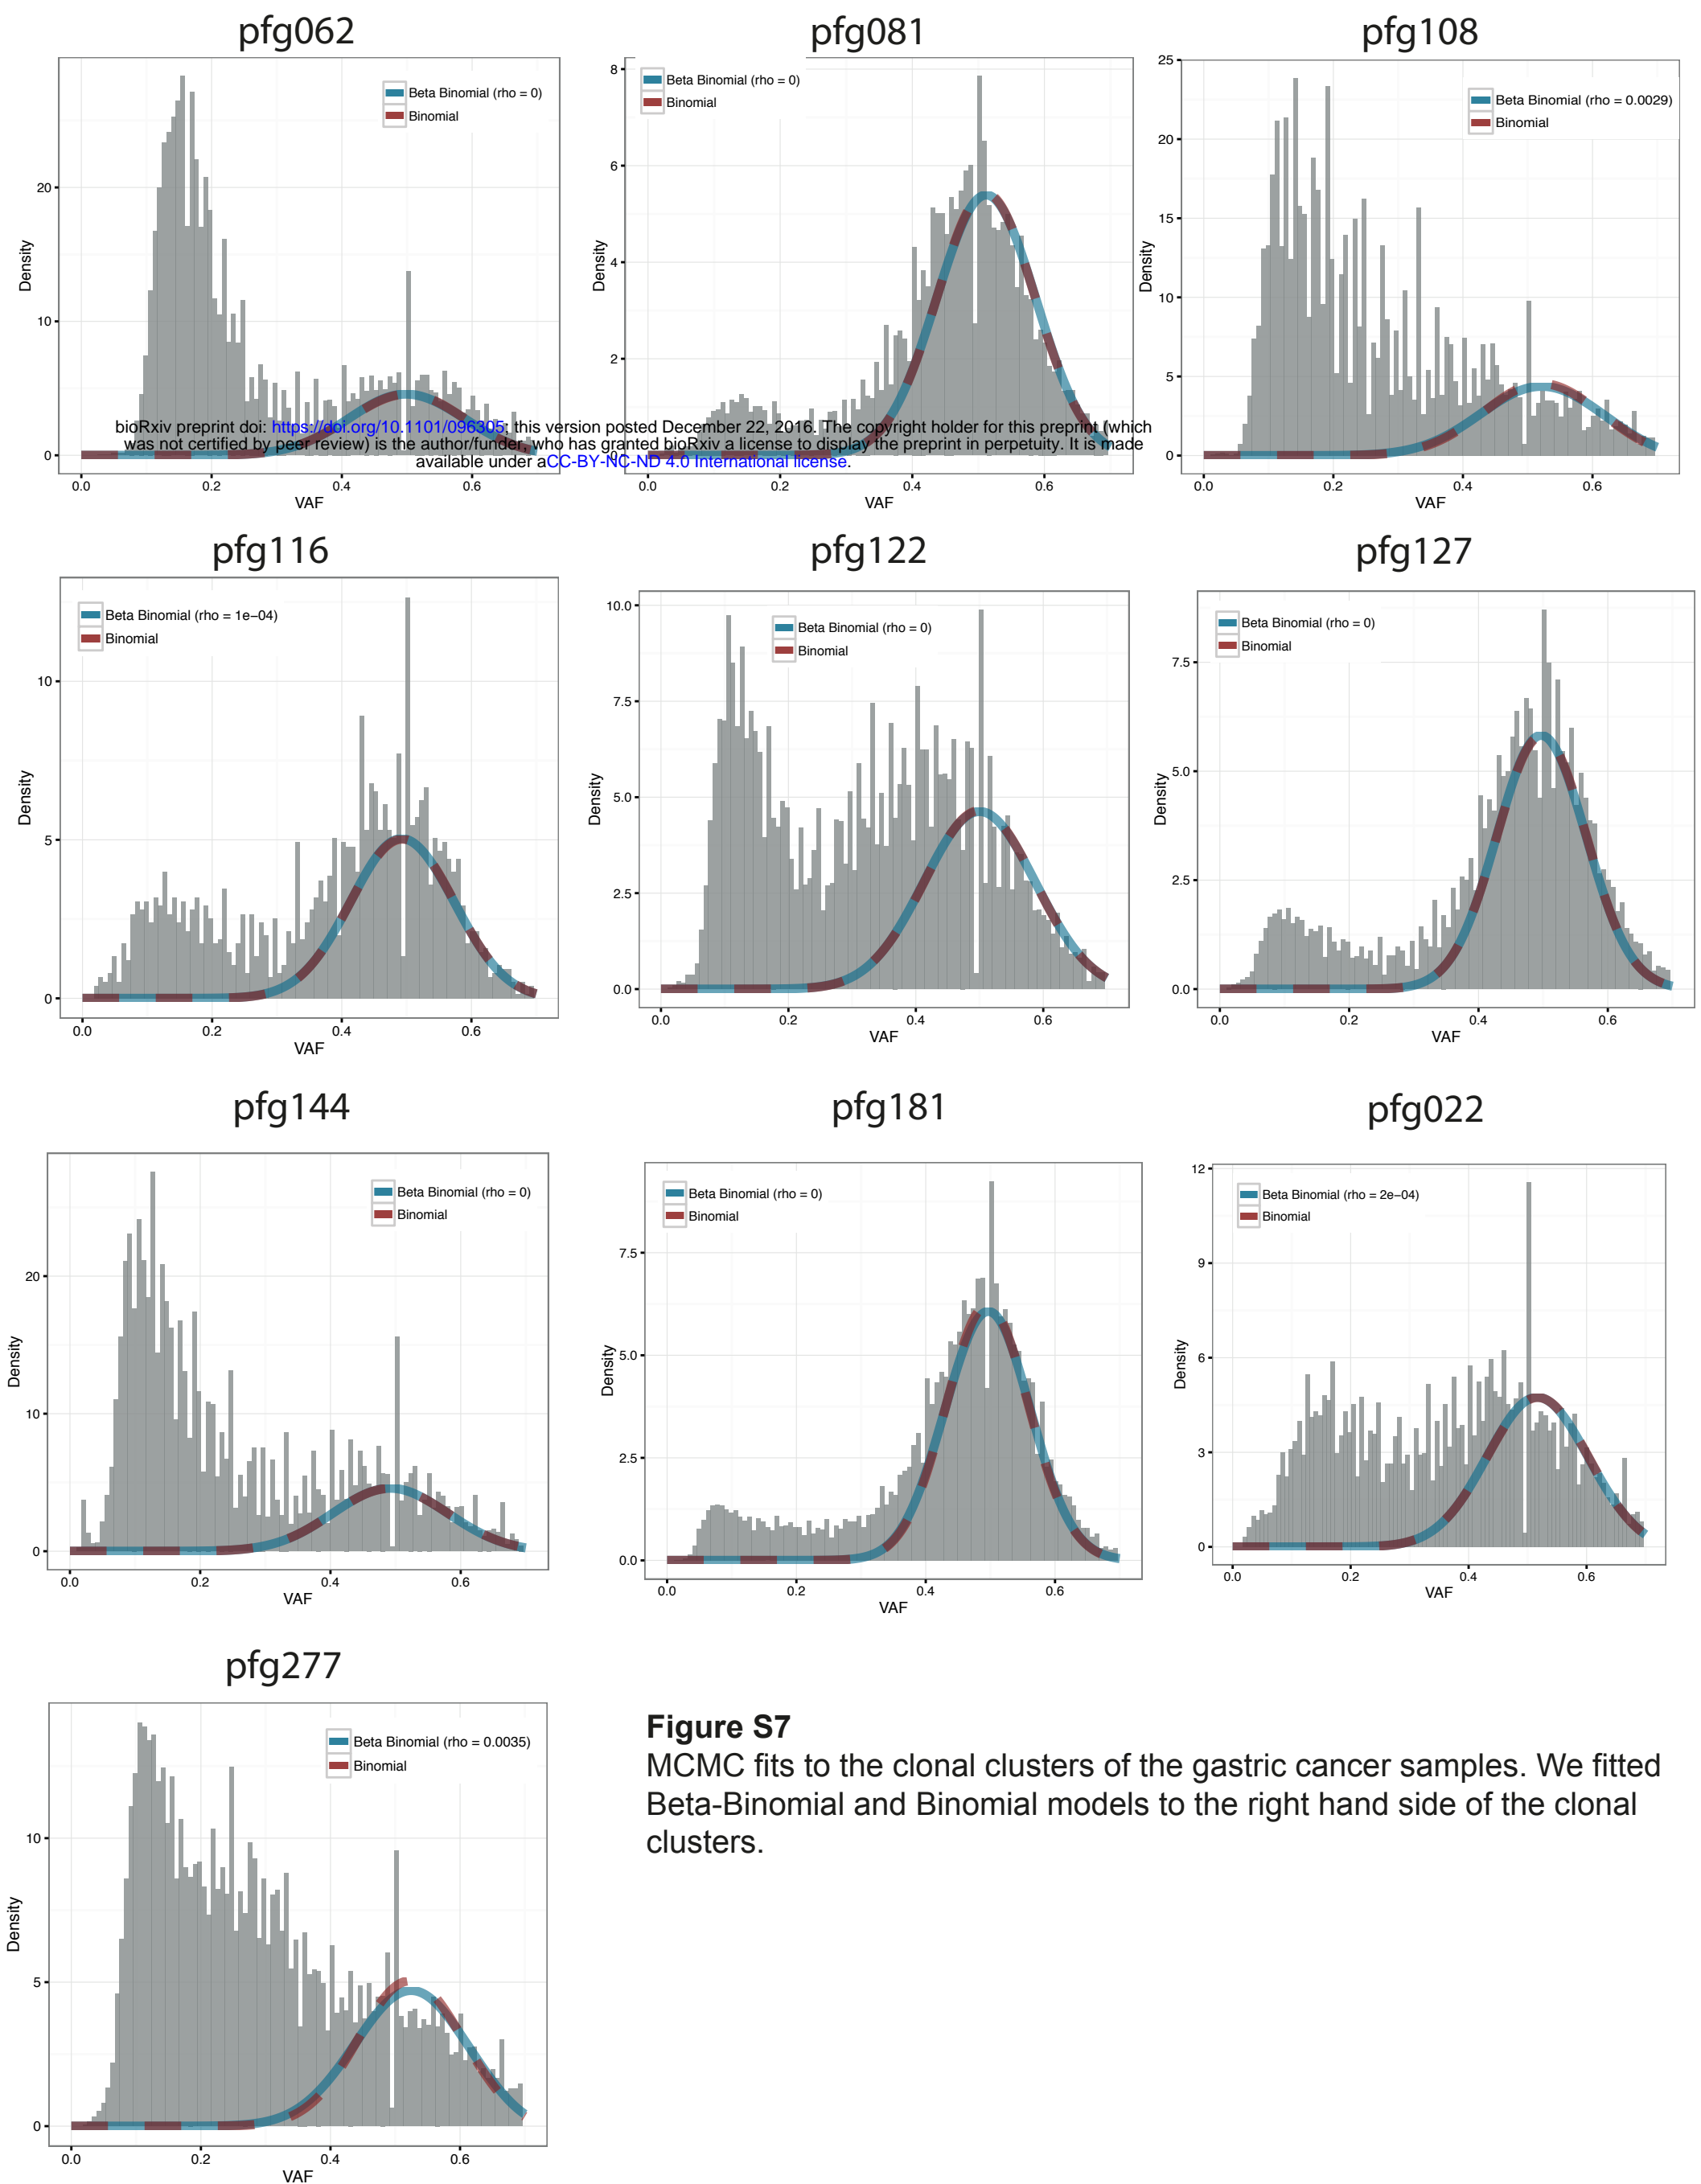 pfg062
pfg081
pfg108
Beta Binomial (rho = 0)
Binomial
20
10
0
Density
0.0 0.2 0.4 0.6
VAF
Beta Binomial (rho = 0)
Binomial
8
6
4
2
Density
0.0 0.4 0.6
VAF
Beta Binomial (rho = 0.0029)
Binomial
25
20
15
10
5
0
Density
0.0 0.2 0.4 0.6
VAF
bioRxiv preprint doi: https://doi.org/10.1101/096305; this version posted December 22, 2016. The copyright holder for this preprint (which
was not certified by peer review) is the author/funder, who has granted bioRxiv a license to display the preprint in perpetuity. It is made
available under aCC-BY-NC-ND 4.0 International license.
pfg116
pfg122
pfg127
Beta Binomial (rho = 1e−04)
Binomial
10
5
0
Density
0.0 0.2 0.4 0.6
VAF
Beta Binomial (rho = 0)
Binomial
10.0
7.5
5.0
2.5
0.0
Density
0.0 0.2 0.4 0.6
VAF
Beta Binomial (rho = 0)
Binomial
7.5
5.0
2.5
0.0
Density
0.0 0.2 0.4 0.6
VAF
pfg144
pfg181
pfg022
Beta Binomial (rho = 0)
Binomial
20
10
0
Density
0.0 0.2 0.4 0.6
VAF
Beta Binomial (rho = 0)
Binomial
7.5
5.0
2.5
0.0
Density
0.0 0.2 0.4 0.6
VAF
Beta Binomial (rho = 2e−04)
Binomial
12
9
6
3
0
Density
0.0 0.2 0.4 0.6
VAF
pfg277
Beta Binomial (rho = 0.0035)
Binomial
10
5
0
Density
0.0 0.2 0.4 0.6
VAF
Figure S7
MCMC fits to the clonal clusters of the gastric cancer samples. We fitted
Beta-Binomial and Binomial models to the right hand side of the clonal
clusters.